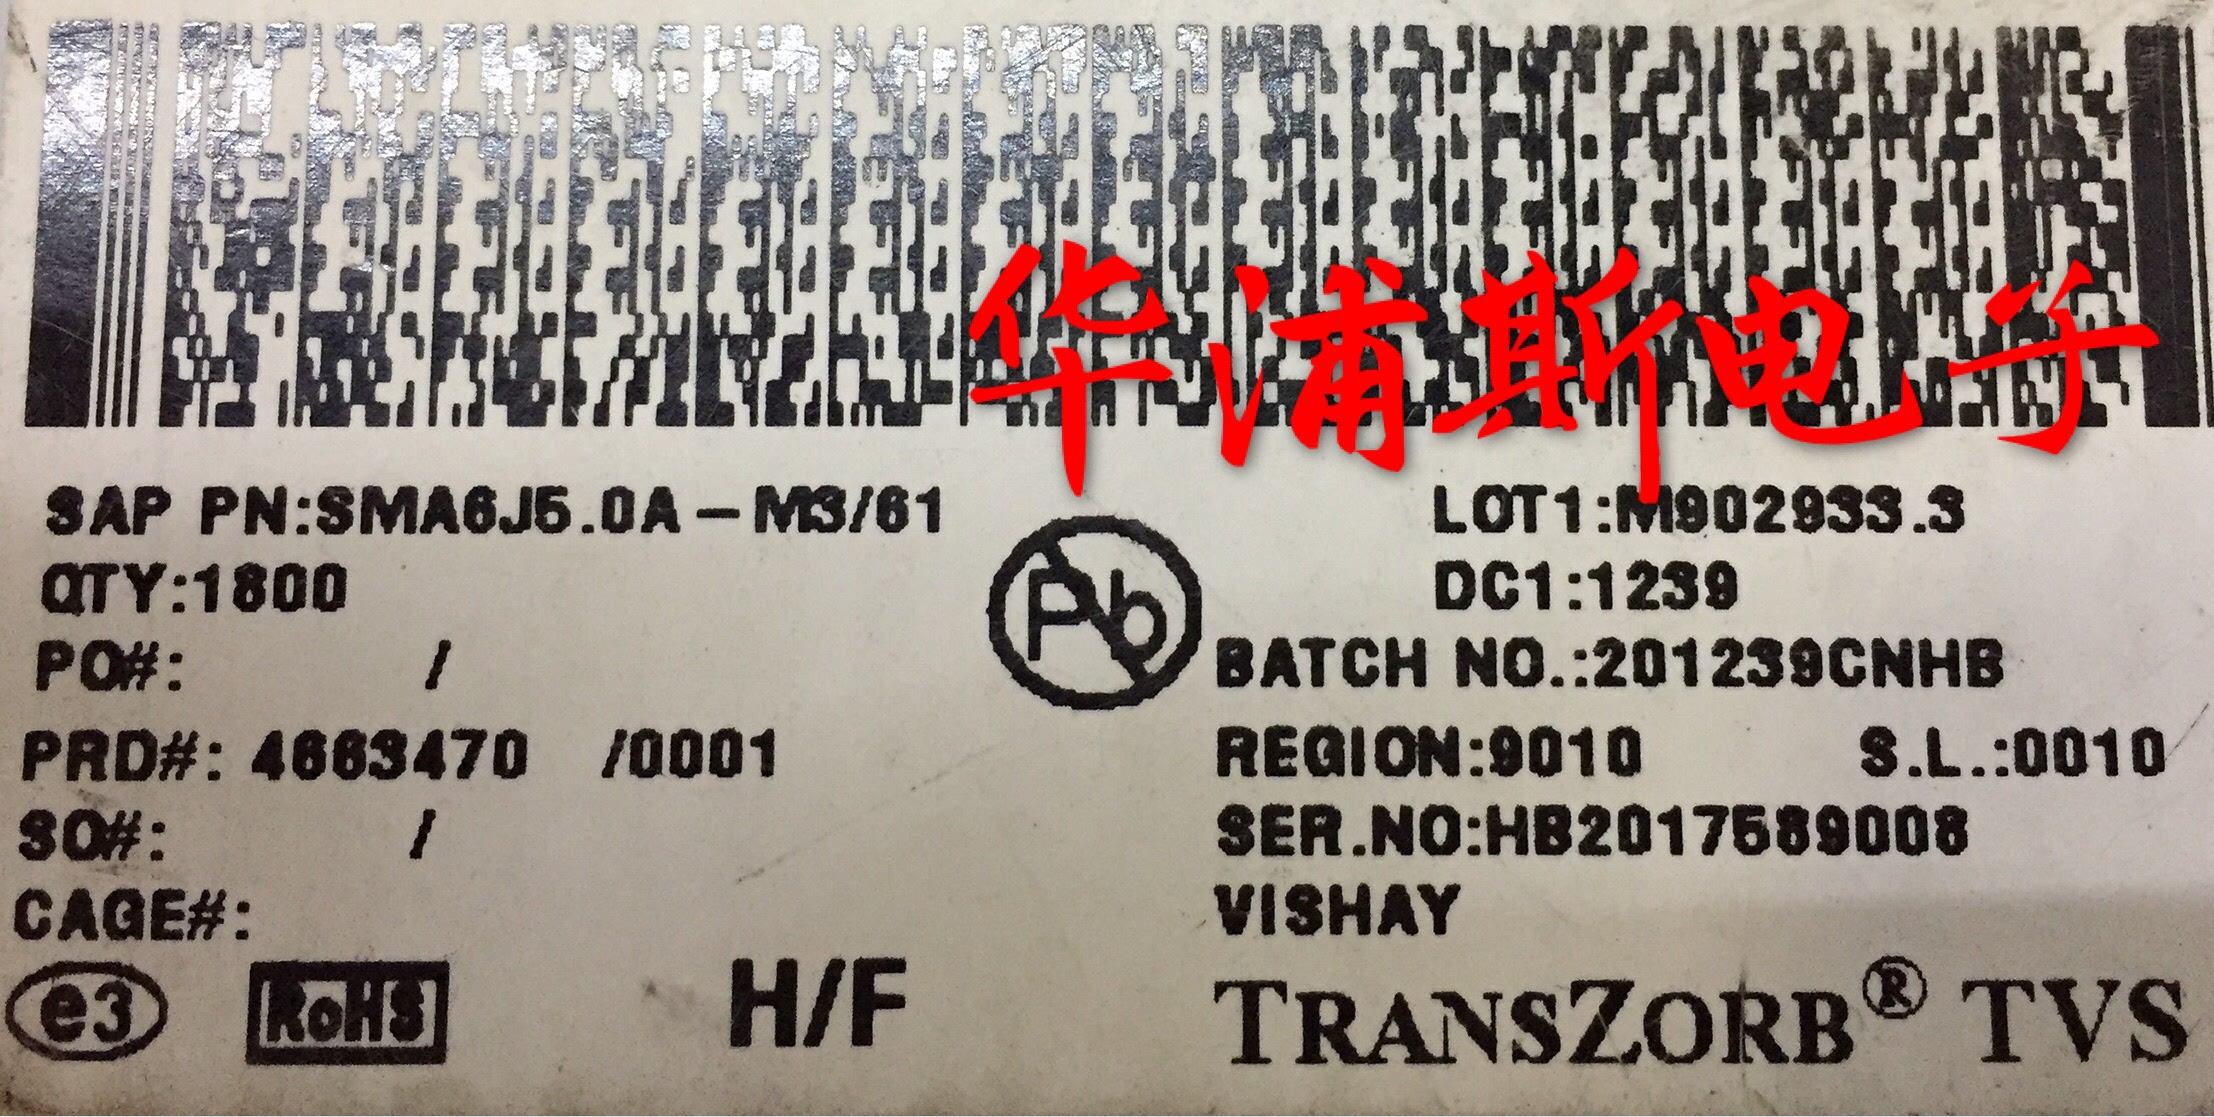 华浦斯电子
SAP PN:SMA6J5.0A-M3/61
LOT1:M902933.3
QTY:1800
DC1:1239
PO#: /
BATCH NO.:201239CNHB
PRD#: 4663470 /0001
REGION:9010 S.L.:0010
SO#: /
SER.NO:HB2017589008
CAGE#:
VISHAY
Pb
e3
RoHS
H/F
TRANSZORB® TVS